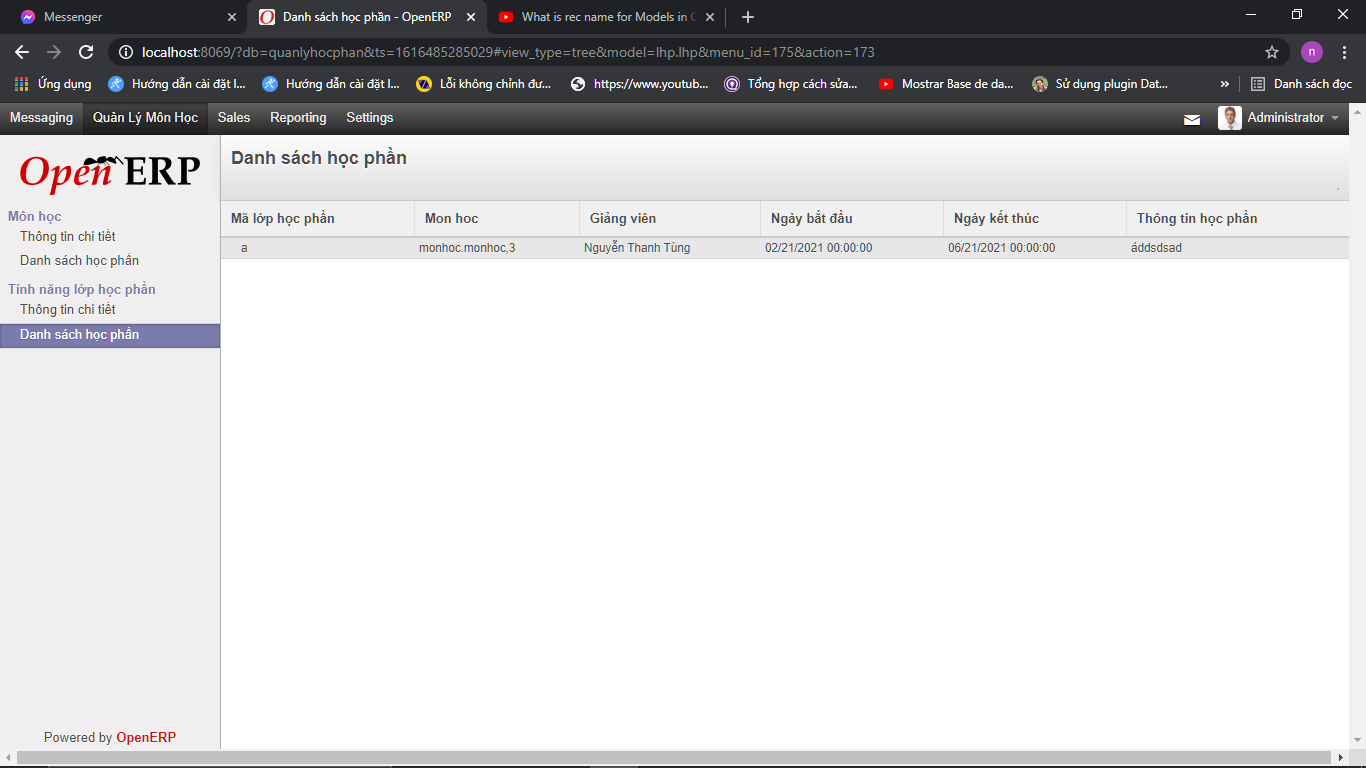 Messenger
Danh sách học phần - OpenERP
What is rec name for Models in
localhost:8069/?db=quanlyhocphan&ts=1616485285029#view_type=tree&model=lhp.lhp&menu_id=175&action=173
n
Ứng dụng
Hướng dẫn cài đặt I...
Hướng dẫn cài đặt I...
Lỗi không chỉnh đư...
https://www.youtub...
Tổng hợp cách sửa...
Mostrar Base de da...
Sử dụng plugin Dat...
»
Danh sách đọc
Messaging
Quản Lý Môn Học
Sales
Reporting
Settings
Administrator
OpenERP
Môn học
Thông tin chi tiết
Danh sách học phần
Tính năng lớp học phần
Thông tin chi tiết
Danh sách học phần
Powered by OpenERP
Danh sách học phần
Mã lớp học phần Mon hoc Giảng viên Ngày bắt đầu Ngày kết thúc Thông tin học phần
a monhoc.monhoc,3 Nguyễn Thanh Tùng 02/21/2021 00:00:00 06/21/2021 00:00:00 áddsdsad